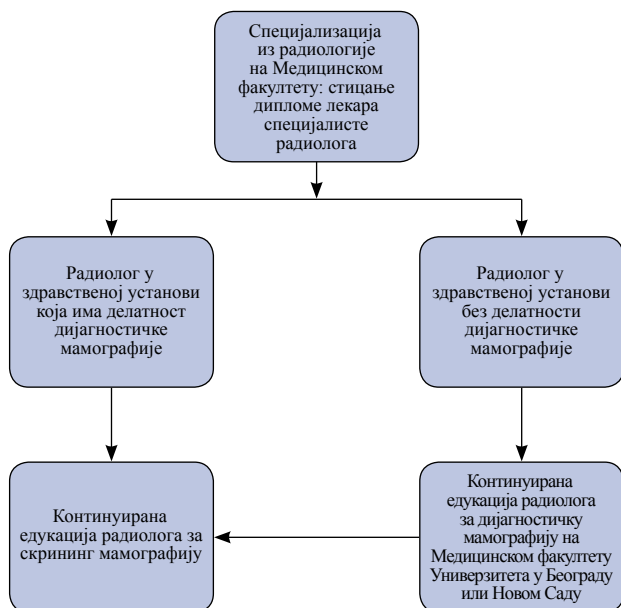 Специјализација
из радиологије
на Медицинском
факултету: стицање
дипломе лекара
специјалисте
радиолога
Радиолог у
здравственој установи
која има делатност
дијагностичке
мамографије
Радиолог у
здравственој установи
без делатности
дијагностичке
мамографије
Континуирана
едукација радиолога за
скрининг мамографију
Континуирана
едукација радиолога
за дијагностичку
мамографију на
Медицинском факултету
Универзитета у Београду
или Новом Саду